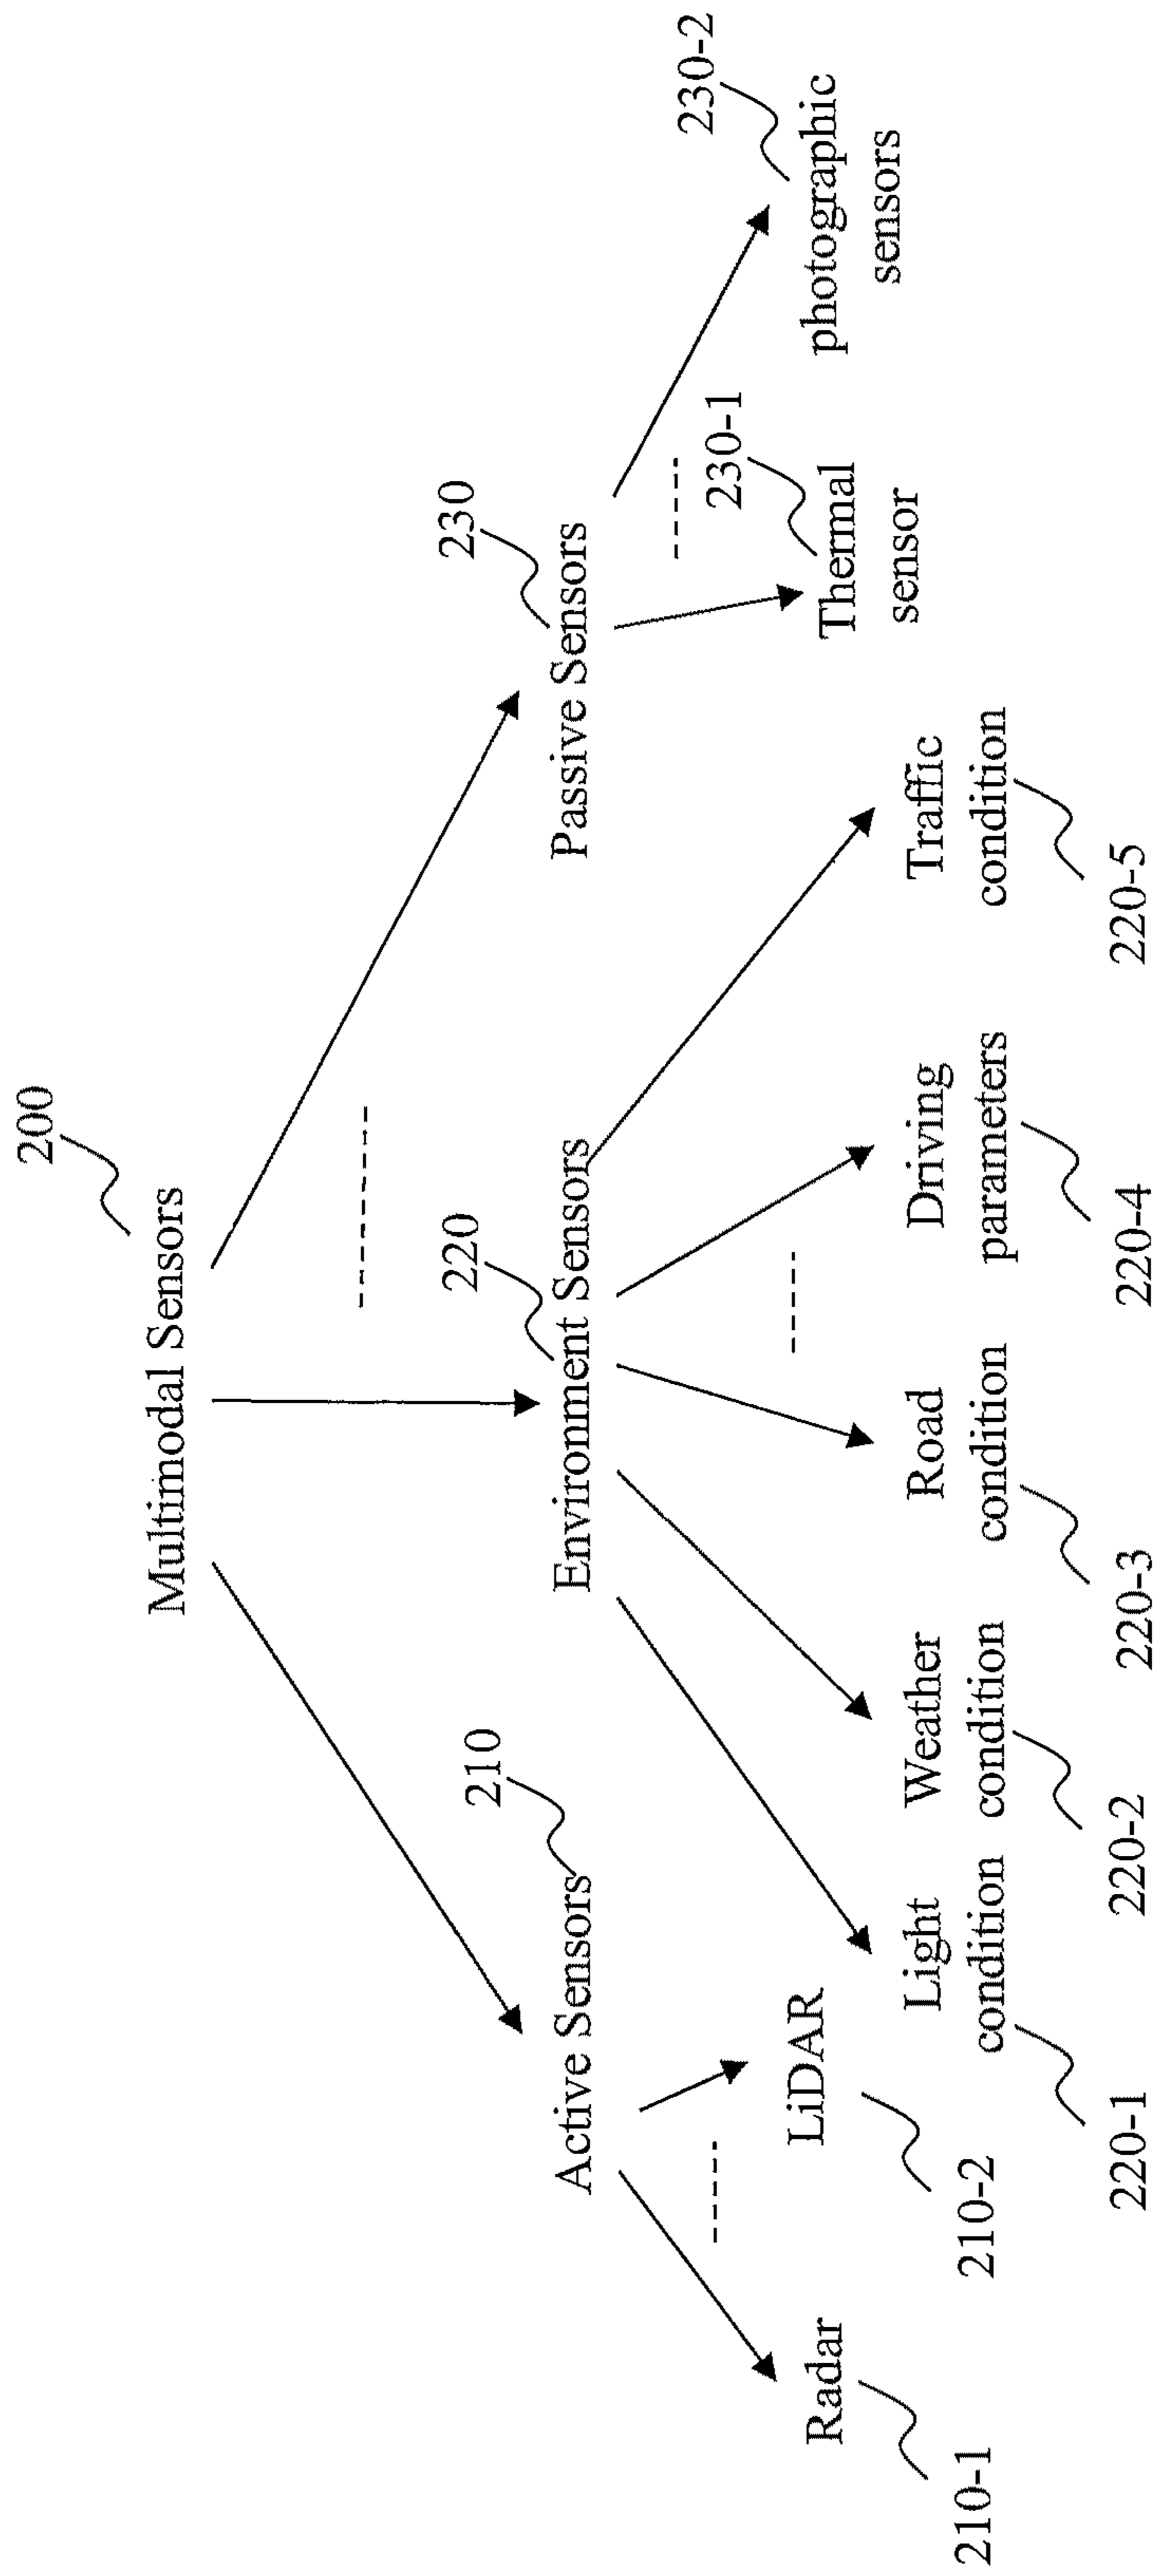 200
Multimodal Sensors
210
220
230
Active Sensors
Environment Sensors
Passive Sensors
230-1
230-2
Radar
LiDAR
Thermal
sensor
photographic
sensors
Light
condition
Weather
condition
Road
condition
Driving
parameters
Traffic
condition
210-1
210-2
220-1
220-2
220-3
220-4
220-5